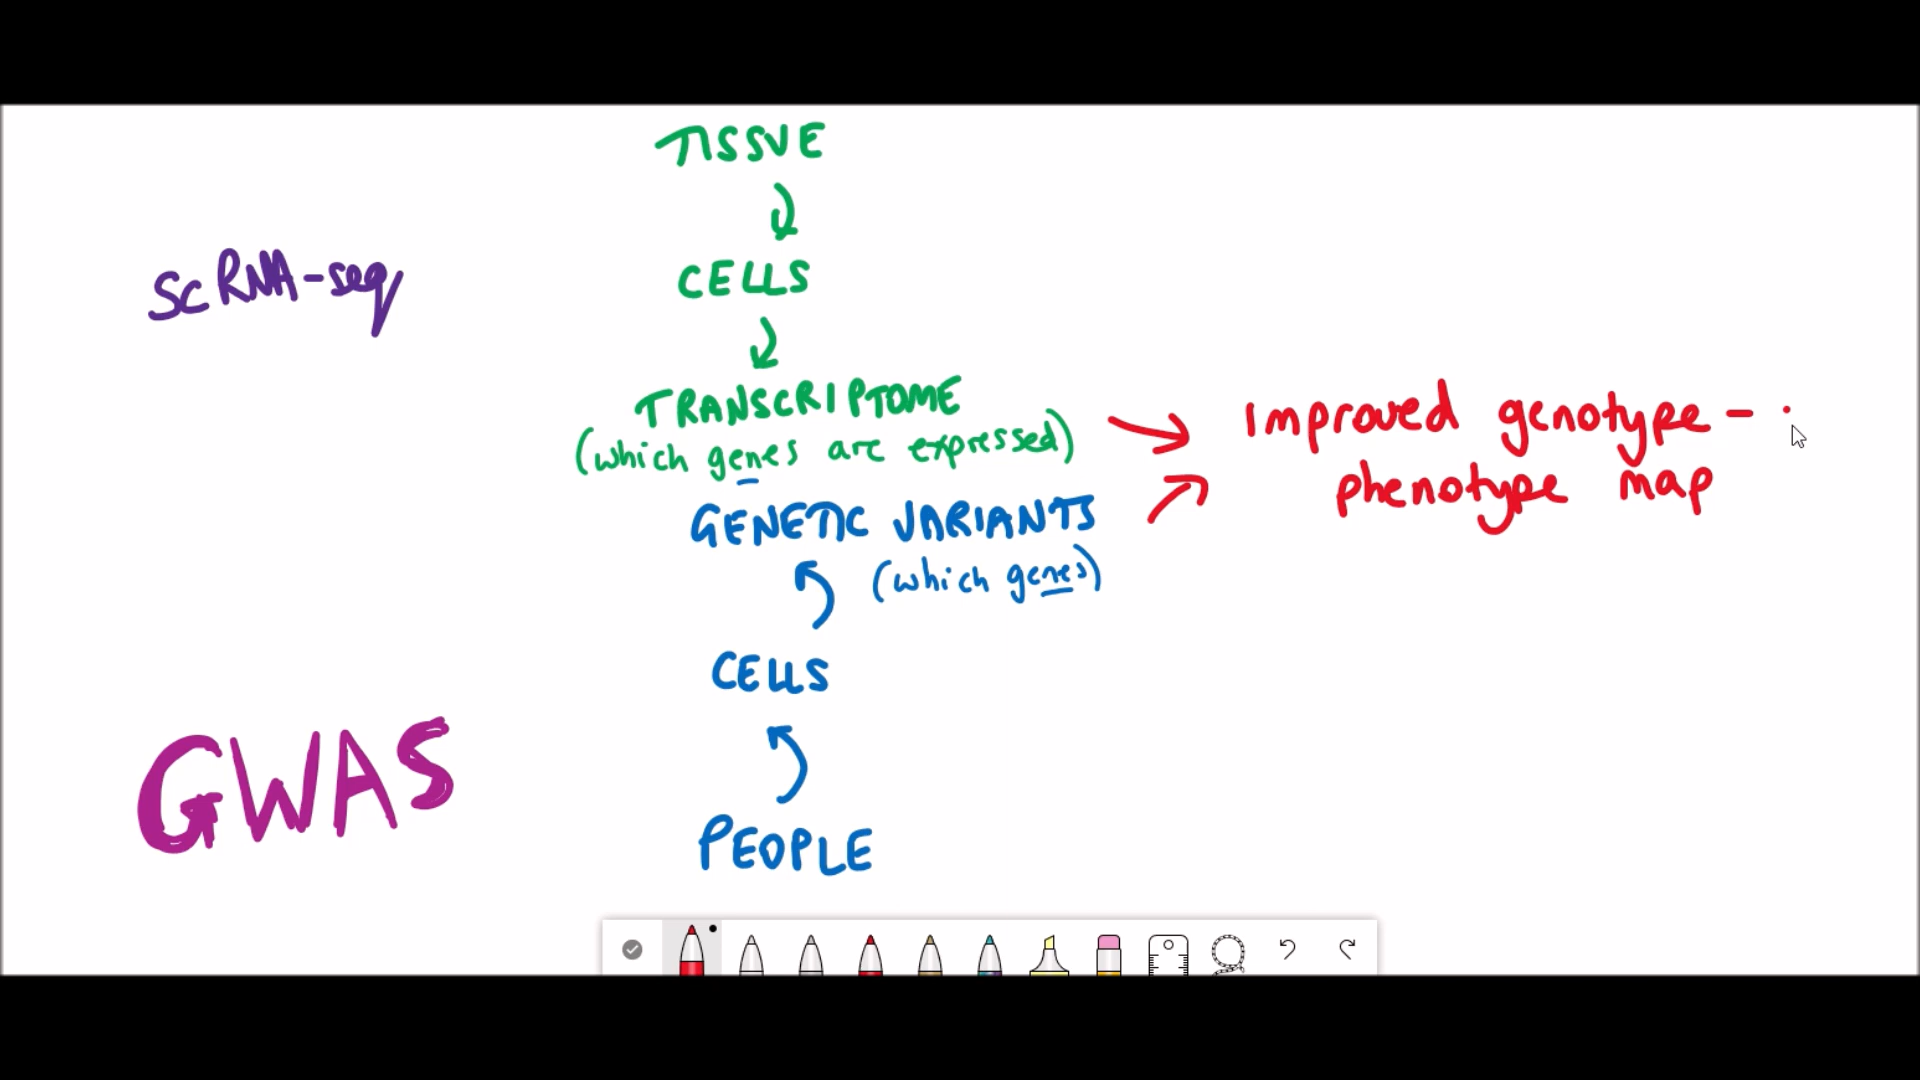 TISSUE
scRNA-seq
CELLS
TRANSCRIPTOME
(which genes are expressed)
Improved genotype-
phenotype map
GENETIC VARIANTS
(which genes)
CELLS
GWAS
PEOPLE